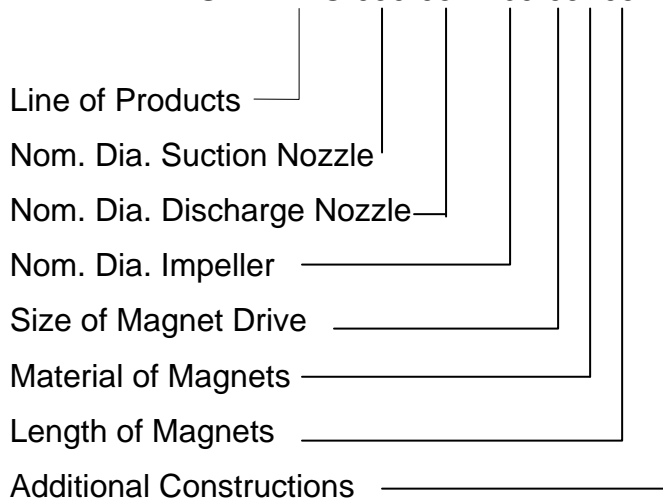 Line of Products
Nom. Dia. Suction Nozzle
Nom. Dia. Discharge Nozzle
Nom. Dia. Impeller
Size of Magnet Drive
Material of Magnets
Length of Magnets
Additional Constructions